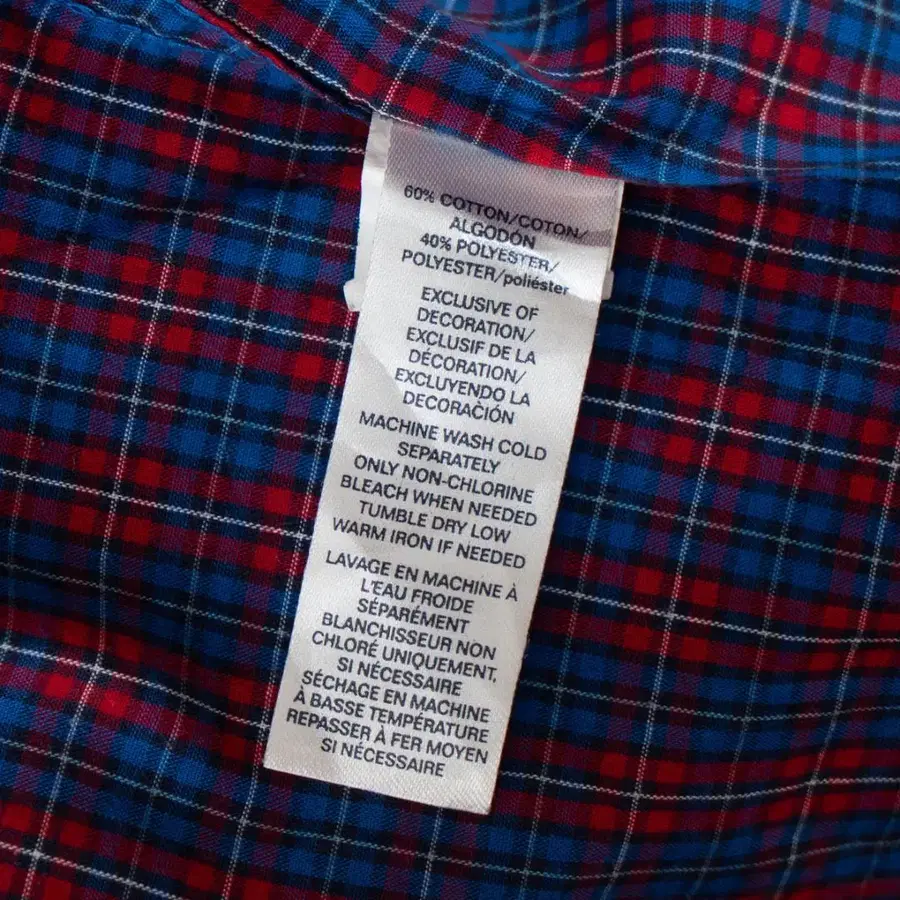 60% COTTON/COTON/
ALGODÓN
40% POLYESTER/
POLYESTER/poliéster
EXCLUSIVE OF
DECORATION/
EXCLUSIF DE LA
DÉCORATION/
EXCLUYENDO LA
DECORACIÒN
MACHINE WASH COLD
SEPARATELY
ONLY NON-CHLORINE
BLEACH WHEN NEEDED
TUMBLE DRY LOW
WARM IRON IF NEEDED
LAVAGE EN MACHINE À
L'EAU FROIDE
SÉPARÉMENT
BLANCHISSEUR NON
CHLORÉ UNIQUEMENT,
SI NÉCESSAIRE
SÉCHAGE EN MACHINE
À BASSE TEMPÉRATURE
REPASSER À FER MOYEN
SI NÉCESSAIRE